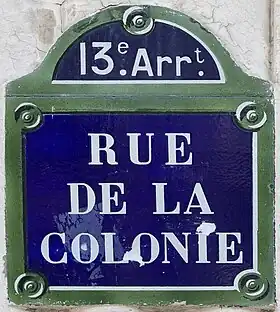 13e. Arrt.
RUE
DE LA
COLONIE